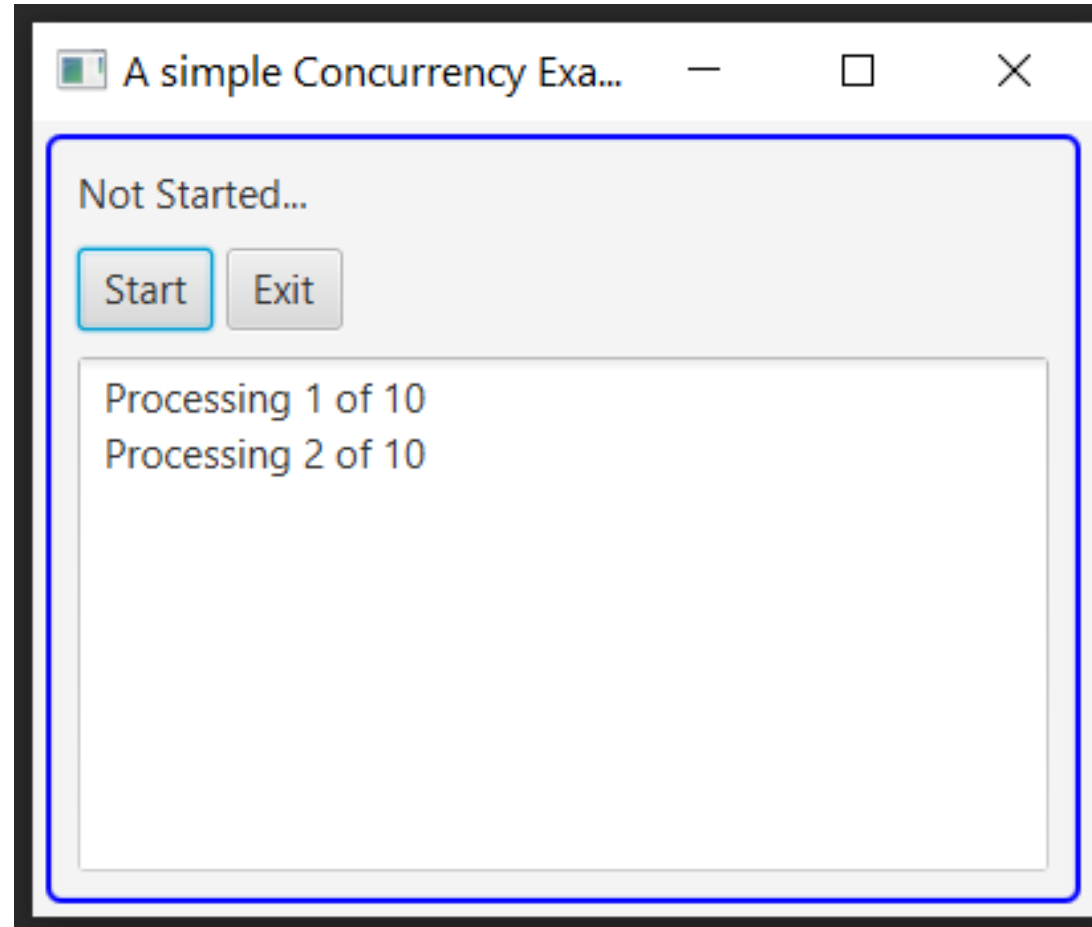 A simple Concurrency Exa...
Not Started...
Start Exit
Processing 1 of 10
Processing 2 of 10